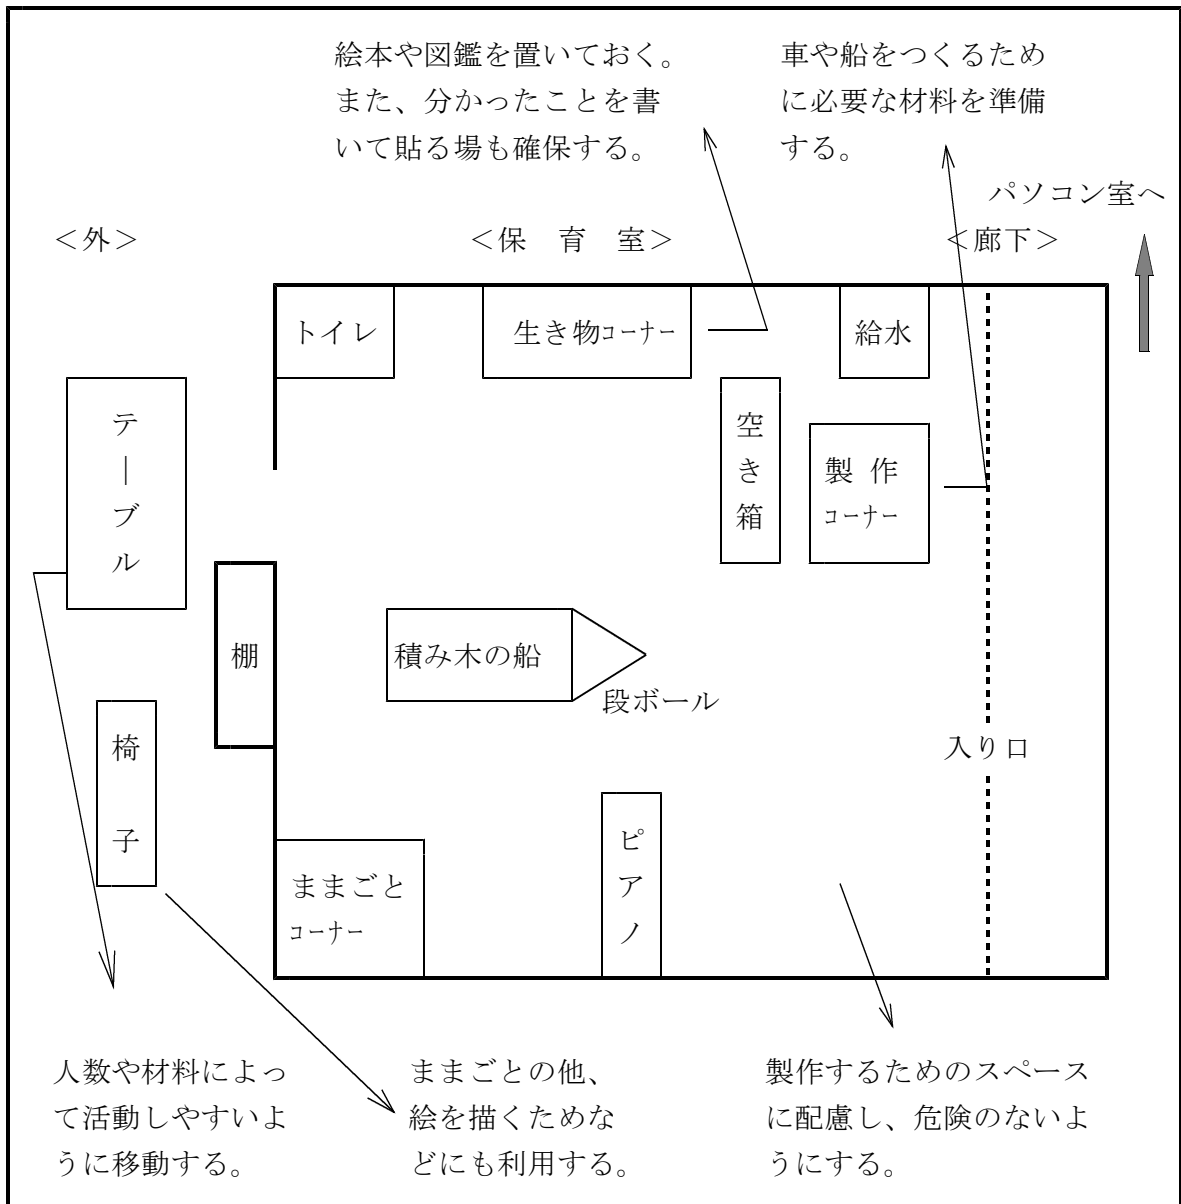 絵本や図鑑を置いておく。
また、分かったことを書
いて貼る場も確保する。
車や船をつくるため
に必要な材料を準備
する。
パソコン室へ
＜外＞
＜保　育　室＞
＜廊下＞
トイレ
生き物コーナー
給水
テーブル
空き箱
製 作
コーナー
棚
積み木の船
段ボール
椅子
入り口
ままごと
コーナー
ピアノ
人数や材料によっ
て活動しやすいよ
うに移動する。
ままごとの他、
絵を描くためな
どにも利用する。
製作するためのスペース
に配慮し、危険のないよ
うにする。